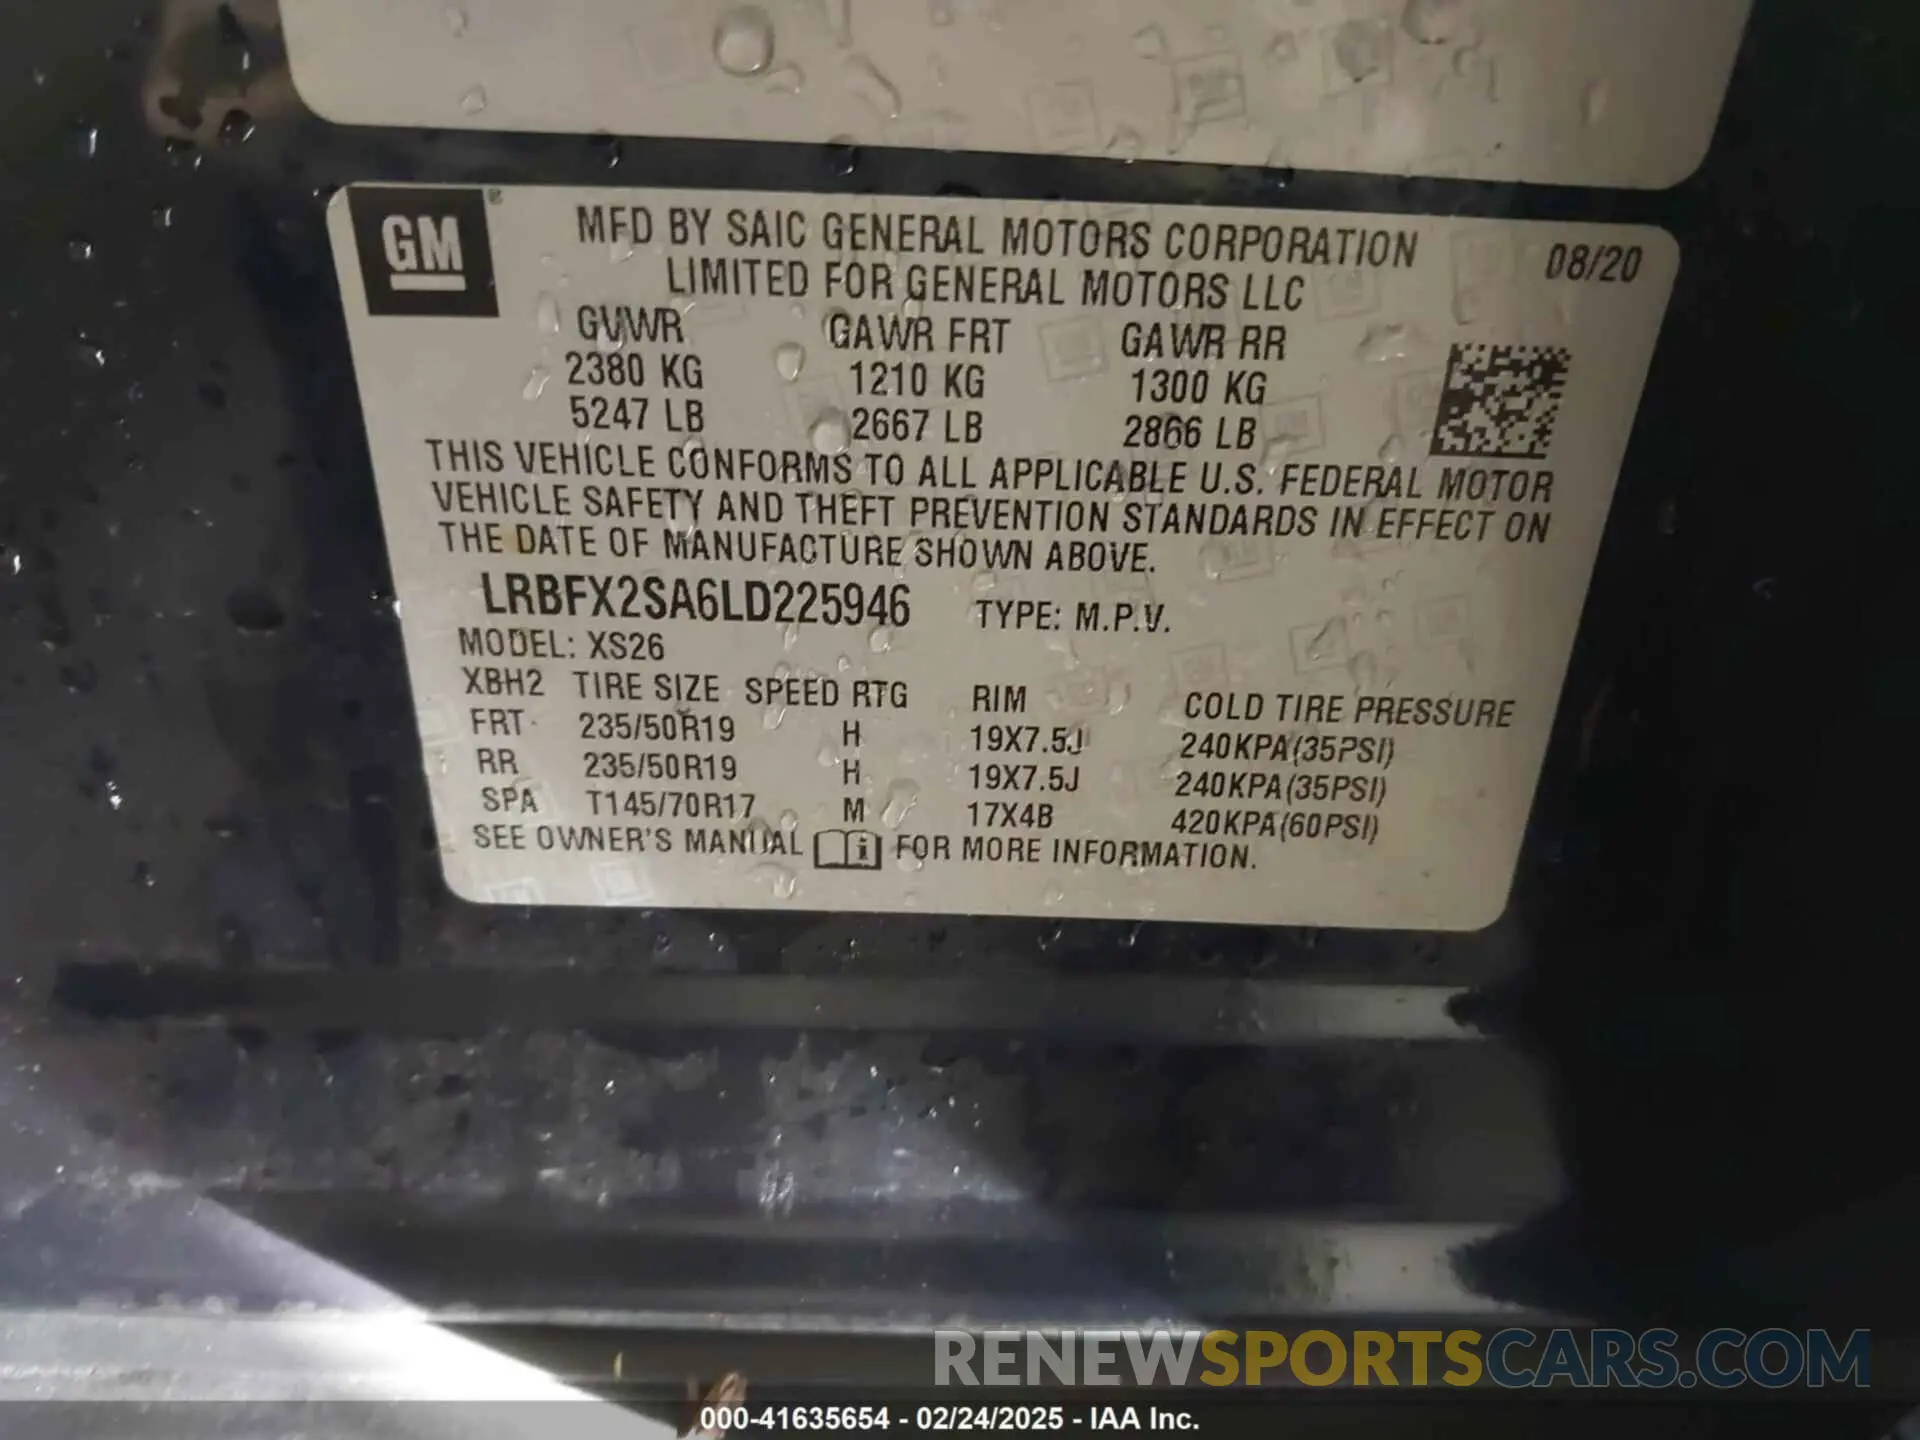 GM
MFD BY SAIC GENERAL MOTORS CORPORATION
LIMITED FOR GENERAL MOTORS LLC
08/20
GVWR GAWR FRT GAWR RR
2380 KG 1210 KG 1300 KG
5247 LB 2667 LB 2866 LB
THIS VEHICLE CONFORMS TO ALL APPLICABLE U.S. FEDERAL MOTOR
VEHICLE SAFETY AND THEFT PREVENTION STANDARDS IN EFFECT ON
THE DATE OF MANUFACTURE SHOWN ABOVE.
LRBFX2SA6LD225946 TYPE: M.P.V.
MODEL: XS26
XBH2 TIRE SIZE SPEED RTG RIM COLD TIRE PRESSURE
FRT 235/50R19 H 19X7.5J 240KPA(35PSI)
RR 235/50R19 H 19X7.5J 240KPA(35PSI)
SPA T145/70R17 M 17X4B 420KPA(60PSI)
SEE OWNER'S MANUAL i FOR MORE INFORMATION.
RENEWSPORTSCARS.COM
000-41635654 - 02/24/2025 - IAA Inc.